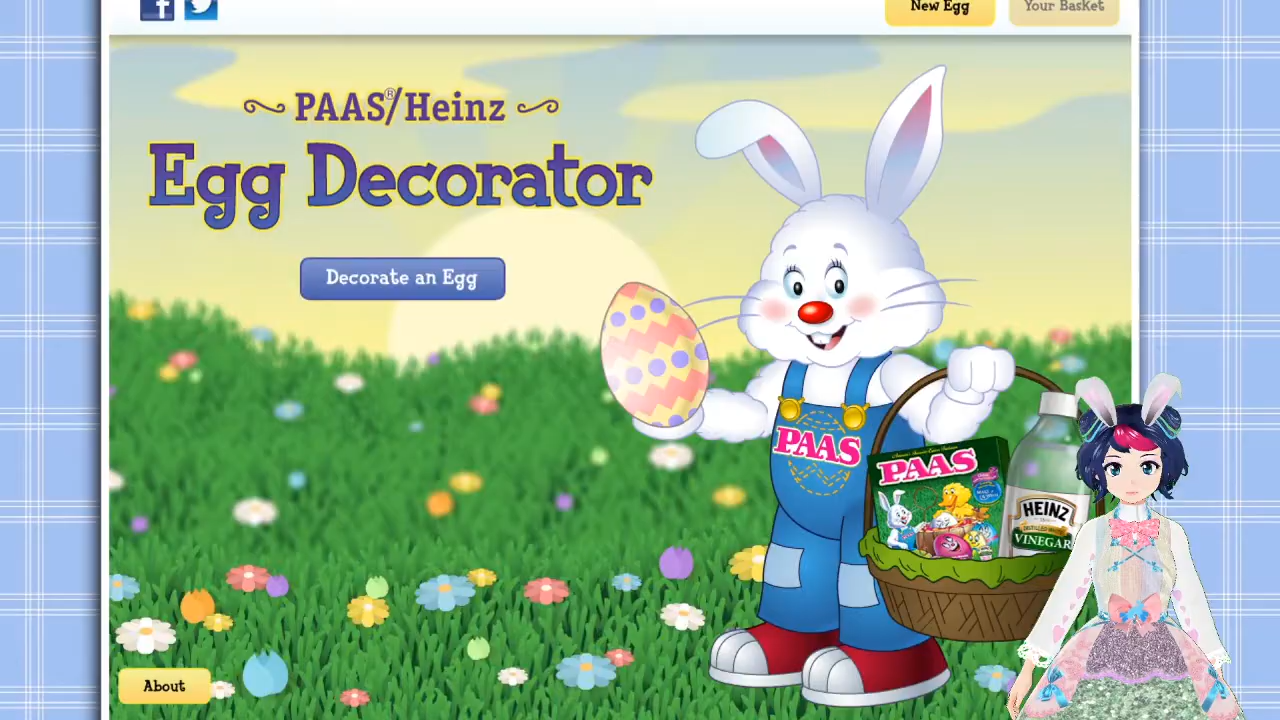 New Egg
Your Basket
PAAS®/Heinz
Egg Decorator
Decorate an Egg
PAAS
PAAS
HEINZ
VINEGAR
About